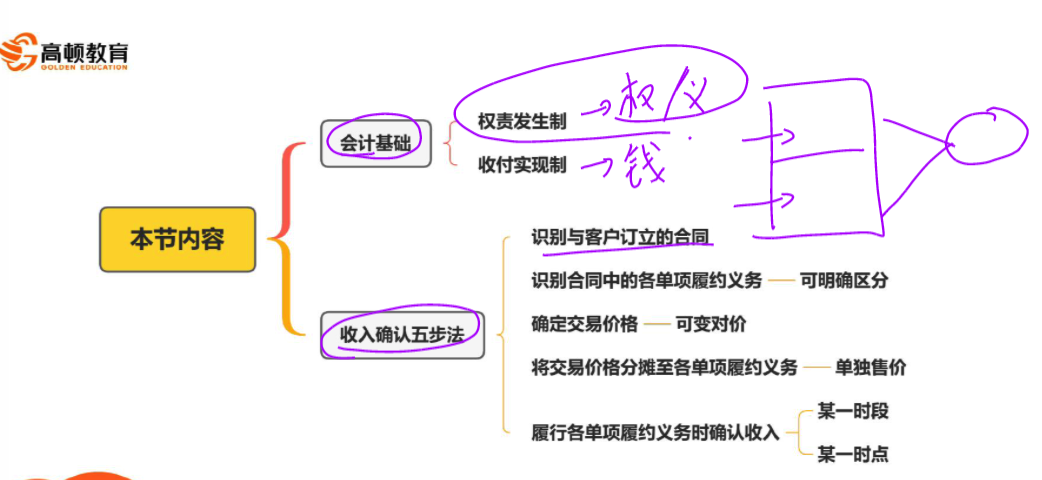 高顿教育
GOLDEN EDUCATION
会计基础
权责发生制 → 权/义
收付实现制 → 钱
本节内容
识别与客户订立的合同
识别合同中的各单项履约义务 — 可明确区分
收入确认五步法
确定交易价格 — 可变对价
将交易价格分摊至各单项履约义务 — 单独售价
履行各单项履约义务时确认收入
某一时段
某一时点